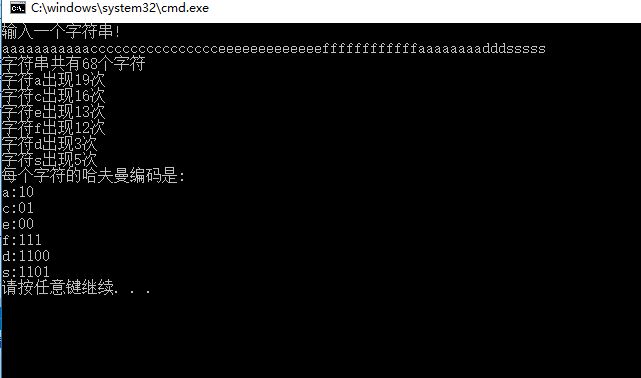 C:\windows\system32\cmd.exe
输入一个字符串!
aaaaaaaaaaacccccccccccccccceeeeeeeeeeeeeffffffffffffaaaaaaaadddsssss
字符串共有68个字符
字符a出现19次
字符c出现16次
字符e出现13次
字符f出现12次
字符d出现3次
字符s出现5次
每个字符的哈夫曼编码是:
a:10
c:01
e:00
f:111
d:1100
s:1101
请按任意键继续. . .